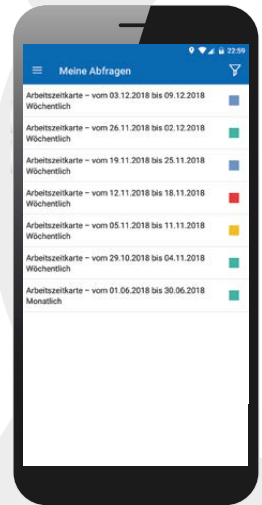 22:59
Meine Abfragen
Arbeitszeitkarte – vom 03.12.2018 bis 09.12.2018
Wöchentlich
Arbeitszeitkarte – vom 26.11.2018 bis 02.12.2018
Wöchentlich
Arbeitszeitkarte – vom 19.11.2018 bis 25.11.2018
Wöchentlich
Arbeitszeitkarte – vom 12.11.2018 bis 18.11.2018
Wöchentlich
Arbeitszeitkarte – vom 05.11.2018 bis 11.11.2018
Wöchentlich
Arbeitszeitkarte – vom 29.10.2018 bis 04.11.2018
Wöchentlich
Arbeitszeitkarte – vom 01.06.2018 bis 30.06.2018
Monatlich